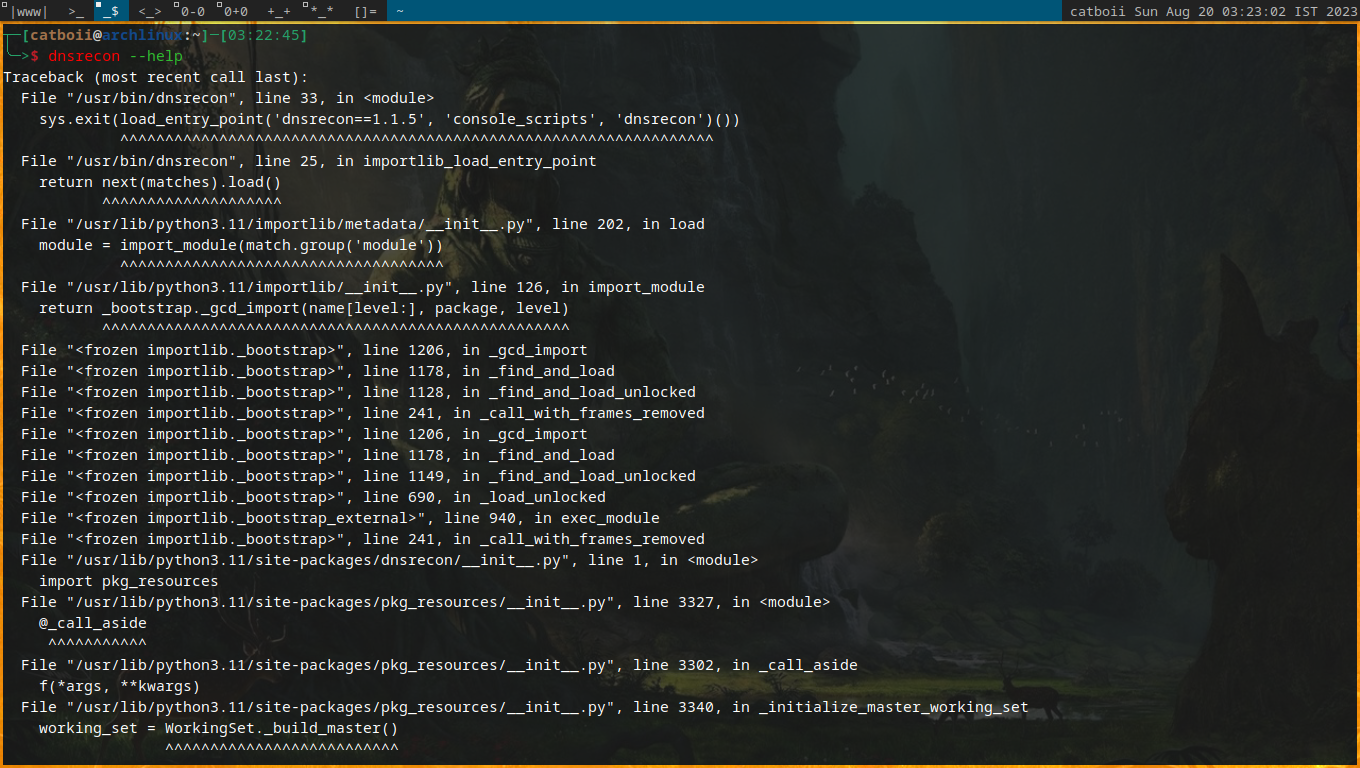 |www| >_ _$ <_> 0-0 0+0 +_+ *_* []= ~ catboii Sun Aug 20 03:23:02 IST 2023
[catboii@archlinux:~]─[03:22:45]
└─>$ dnsrecon --help
Traceback (most recent call last):
  File "/usr/bin/dnsrecon", line 33, in <module>
    sys.exit(load_entry_point('dnsrecon==1.1.5', 'console_scripts', 'dnsrecon')())
             ^^^^^^^^^^^^^^^^^^^^^^^^^^^^^^^^^^^^^^^^^^^^^^^^^^^^^^^^^^^^^^^^^^
  File "/usr/bin/dnsrecon", line 25, in importlib_load_entry_point
    return next(matches).load()
           ^^^^^^^^^^^^^^^^^^^^
  File "/usr/lib/python3.11/importlib/metadata/__init__.py", line 202, in load
    module = import_module(match.group('module'))
             ^^^^^^^^^^^^^^^^^^^^^^^^^^^^^^^^^^^^
  File "/usr/lib/python3.11/importlib/__init__.py", line 126, in import_module
    return _bootstrap._gcd_import(name[level:], package, level)
           ^^^^^^^^^^^^^^^^^^^^^^^^^^^^^^^^^^^^^^^^^^^^^^^^^^^^
  File "<frozen importlib._bootstrap>", line 1206, in _gcd_import
  File "<frozen importlib._bootstrap>", line 1178, in _find_and_load
  File "<frozen importlib._bootstrap>", line 1128, in _find_and_load_unlocked
  File "<frozen importlib._bootstrap>", line 241, in _call_with_frames_removed
  File "<frozen importlib._bootstrap>", line 1206, in _gcd_import
  File "<frozen importlib._bootstrap>", line 1178, in _find_and_load
  File "<frozen importlib._bootstrap>", line 1149, in _find_and_load_unlocked
  File "<frozen importlib._bootstrap>", line 690, in _load_unlocked
  File "<frozen importlib._bootstrap_external>", line 940, in exec_module
  File "<frozen importlib._bootstrap>", line 241, in _call_with_frames_removed
  File "/usr/lib/python3.11/site-packages/dnsrecon/__init__.py", line 1, in <module>
    import pkg_resources
  File "/usr/lib/python3.11/site-packages/pkg_resources/__init__.py", line 3327, in <module>
    @_call_aside
     ^^^^^^^^^^^
  File "/usr/lib/python3.11/site-packages/pkg_resources/__init__.py", line 3302, in _call_aside
    f(*args, **kwargs)
  File "/usr/lib/python3.11/site-packages/pkg_resources/__init__.py", line 3340, in _initialize_master_working_set
    working_set = WorkingSet._build_master()
                  ^^^^^^^^^^^^^^^^^^^^^^^^^^